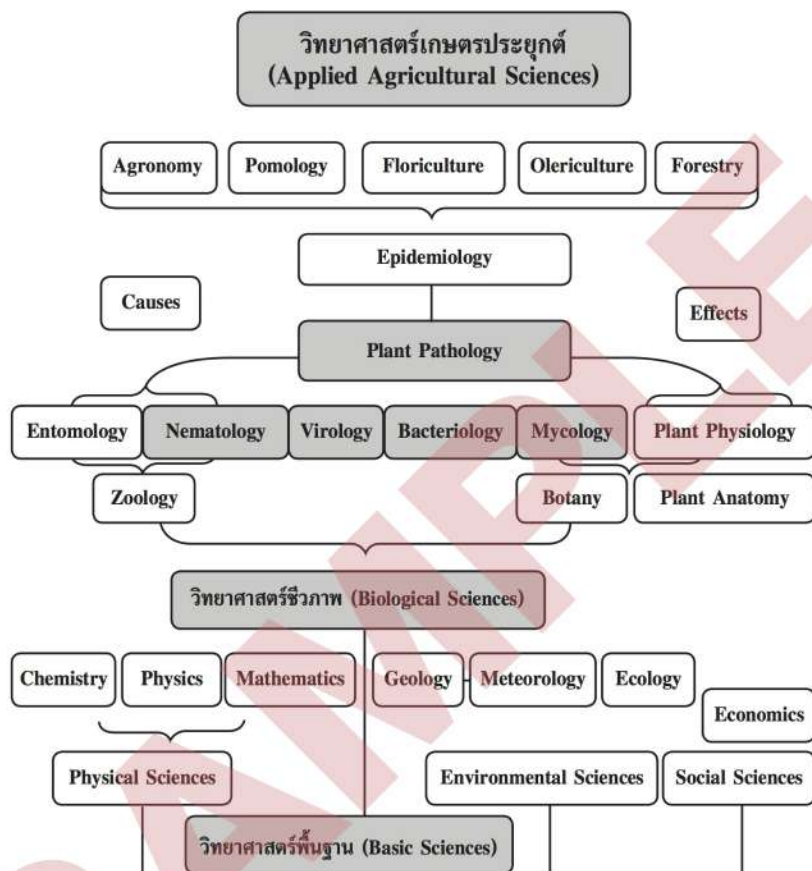 วิทยาศาสตร์เกษตรประยุกต์
(Applied Agricultural Sciences)
Agronomy
Pomology
Floriculture
Olericulture
Forestry
Epidemiology
Causes
Effects
Plant Pathology
Entomology
Nematology
Virology
Bacteriology
Mycology
Plant Physiology
Zoology
Botany
Plant Anatomy
วิทยาศาสตร์ชีวภาพ (Biological Sciences)
Chemistry
Physics
Mathematics
Geology
Meteorology
Ecology
Economics
Physical Sciences
Environmental Sciences
Social Sciences
วิทยาศาสตร์พื้นฐาน (Basic Sciences)
SAMPLE